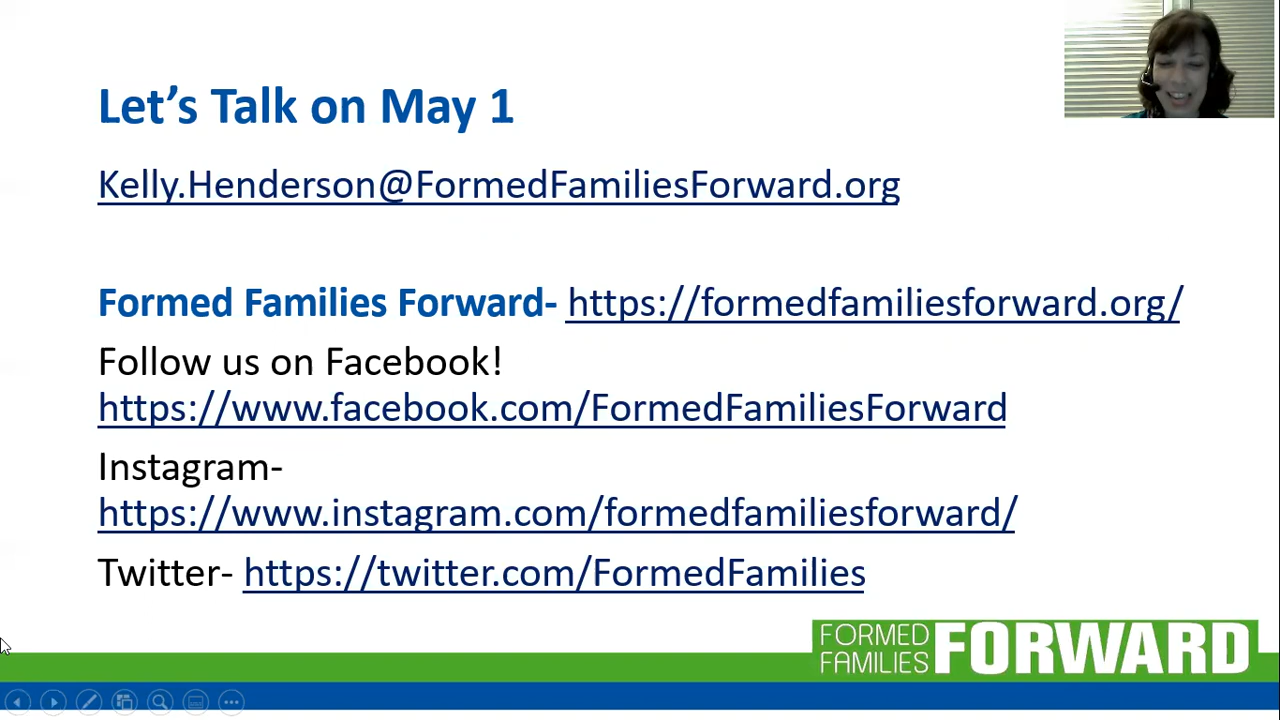 Let's Talk on May 1
Kelly.Henderson@FormedFamiliesForward.org
Formed Families Forward- https://formedfamiliesforward.org/
Follow us on Facebook!
https://www.facebook.com/FormedFamiliesForward
Instagram-
https://www.instagram.com/formedfamiliesforward/
Twitter- https://twitter.com/FormedFamilies
FORMED
FAMILIES
FORWARD